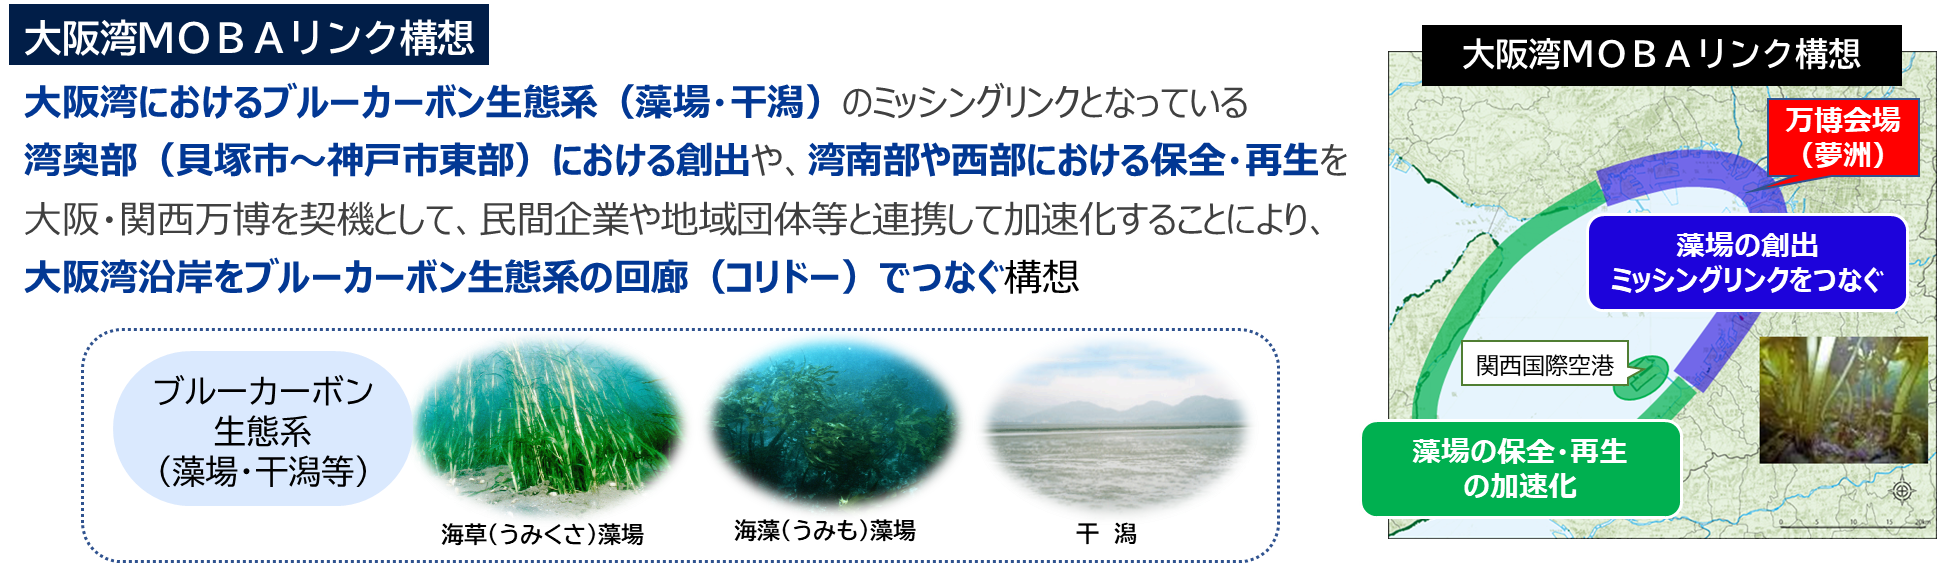 大阪湾MOBAリンク構想
大阪湾におけるブルーカーボン生態系（藻場・干潟）のミッシングリンクとなっている
湾奥部（貝塚市～神戸市東部）における創出や、湾南部や西部における保全・再生を
大阪・関西万博を契機として、民間企業や地域団体等と連携して加速化することにより、
大阪湾沿岸をブルーカーボン生態系の回廊（コリドー）でつなぐ構想
ブルーカーボン
生態系
（藻場・干潟等）
海草（うみくさ）藻場
海藻（うみも）藻場
干 潟
大阪湾MOBAリンク構想
万博会場
（夢洲）
藻場の創出
ミッシングリンクをつなぐ
関西国際空港
藻場の保全・再生
の加速化
0 5 10 15 20km